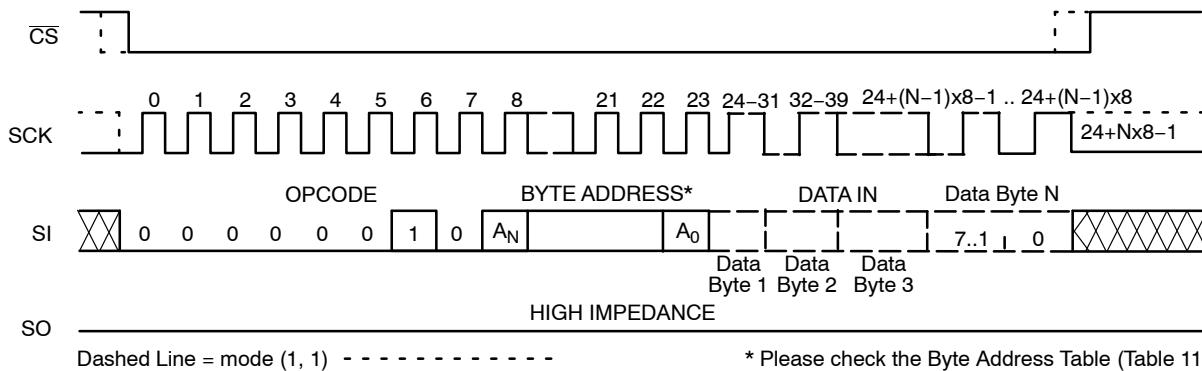 CS
0 1 2 3 4 5 6 7 8 21 22 23 24–31 32–39 24+(N–1)x8–1 .. 24+(N–1)x8
SCK
24+Nx8–1
OPCODE BYTE ADDRESS* DATA IN Data Byte N
SI 0 0 0 0 0 0 1 0 AN A0 7..1 0
Data Byte 1
Data Byte 2
Data Byte 3
HIGH IMPEDANCE
SO
Dashed Line = mode (1, 1) - - - - - - - - - - - - -
* Please check the Byte Address Table (Table 11